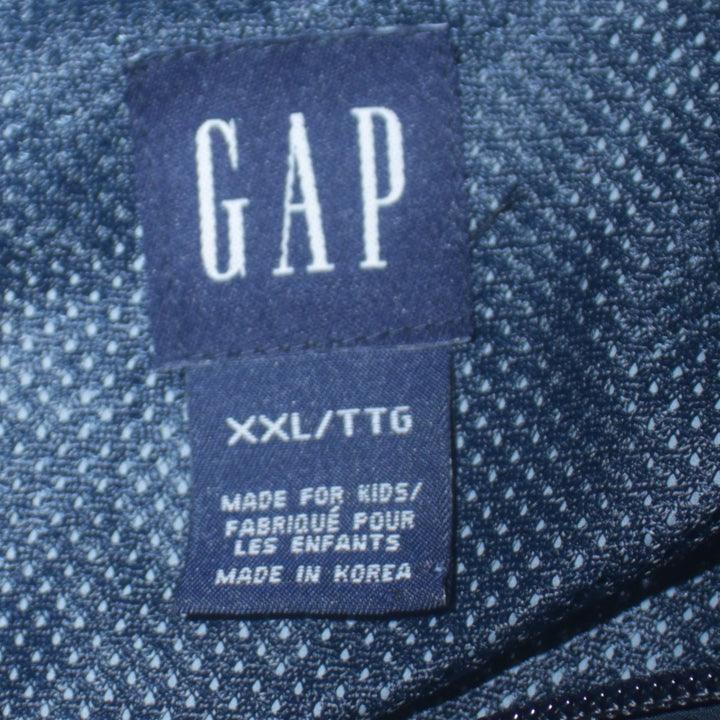 GAP
XXL/TTG
MADE FOR KIDS/
FABRIQUÉ POUR
LES ENFANTS
MADE IN KOREA